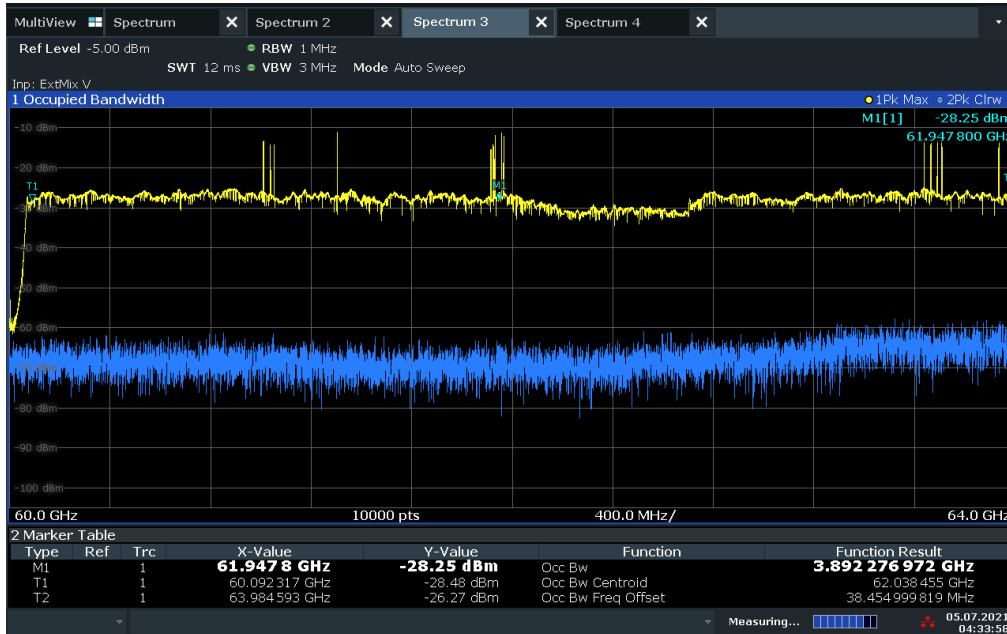 MultiView Spectrum X Spectrum 2 X Spectrum 3 X Spectrum 4 X
Ref Level -5.00 dBm RBW 1 MHz
SWT 12 ms VBW 3 MHz Mode Auto Sweep
Inp: ExtMix V
1 Occupied Bandwidth 1Pk Max 2Pk Clrw
M1[1] -28.25 dBm
61.947 800 GHz
-10 dBm
-20 dBm
T1 M1
-30 dBm
-40 dBm
-50 dBm
-60 dBm
-80 dBm
-90 dBm
-100 dBm
60.0 GHz 10000 pts 400.0 MHz/ 64.0 GHz
2 Marker Table
Type Ref Trc X-Value Y-Value Function Function Result
M1 1 61.947 8 GHz -28.25 dBm Occ Bw 3.892 276 972 GHz
T1 1 60.092 317 GHz -28.48 dBm Occ Bw Centroid 62.038 455 GHz
T2 1 63.984 593 GHz -26.27 dBm Occ Bw Freq Offset 38.454 999 819 MHz
Measuring... 05.07.2021
04:33:56